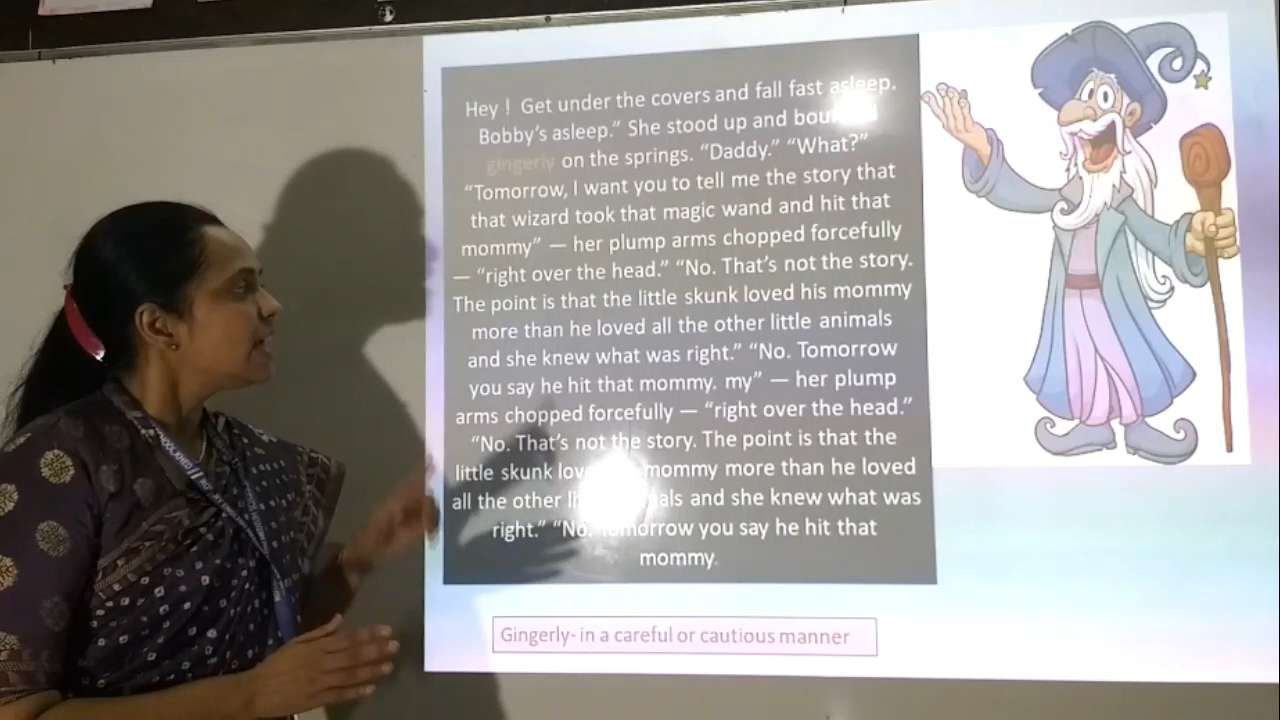 Hey ! Get under the covers and fall fast asleep.
Bobby's asleep.” She stood up and
gingerly on the springs. “Daddy.” “What?”
“Tomorrow, I want you to tell me the story that
that wizard took that magic wand and hit that
mommy” — her plump arms chopped forcefully
— “right over the head.” “No. That's not the story.
The point is that the little skunk loved his mommy
more than he loved all the other little animals
and she knew what was right.” “No. Tomorrow
you say he hit that mommy. my” — her plump
arms chopped forcefully — “right over the head.”
“No. That's not the story. The point is that the
little skunk mommy more than he loved
all the other and she knew what was
right.” “No. Tomorrow you say he hit that
mommy.
Gingerly- in a careful or cautious manner